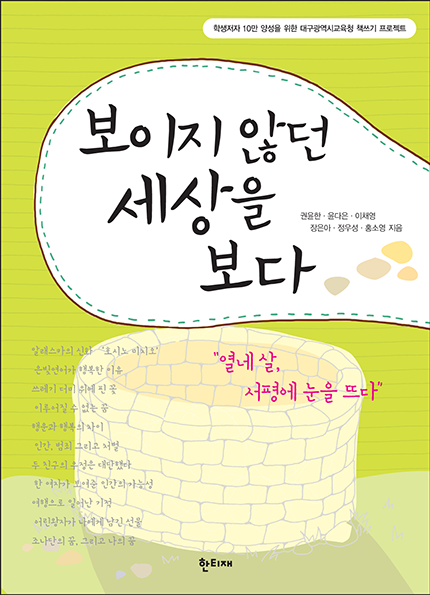 학생저자 10만 양성을 위한 대구광역시교육청 책쓰기 프로젝트
보이지 않던
세상을
보다
권윤한 · 윤다은 · 이채영
장은아 · 정우성 · 홍소영 지음
"열네 살,
서평에 눈을 뜨다"
알래스카의 신화 '호시노 미치오'
은빛연어가 행복한 이유
쓰레기 더미 위에 핀 꽃
이루어질 수 없는 꿈
행운과 행복의 차이
인간, 범죄 그리고 처벌
두 친구의 우정은 대단했다
한 여자가 보여준 인간의 가능성
여행으로 일어난 기적
어린왕자가 나에게 남긴 선물
조나단의 꿈, 그리고 나의 꿈
한티재